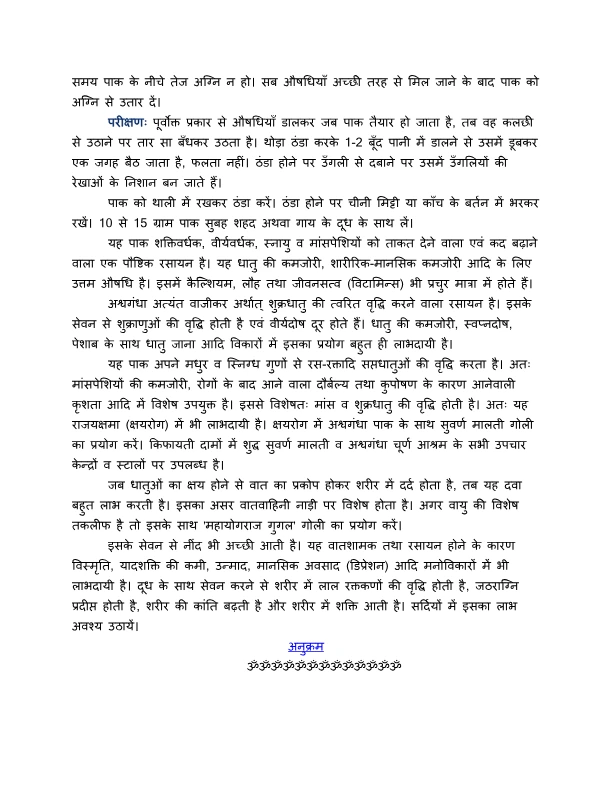 समय पाक के नीचे तेज अग्नि न हो। सब औषधियाँ अच्छी तरह से मिल जाने के बाद पाक को
अग्नि से उतार दें।
परीक्षणः पूर्वोक्त प्रकार से औषधियाँ डालकर जब पाक तैयार हो जाता है, तब वह कलछी
से उठाने पर तार सा बँधकर उठता है। थोड़ा ठंडा करके 1-2 बूँद पानी में डालने से उसमें डूबकर
एक जगह बैठ जाता है, फलता नहीं। ठंडा होने पर उँगली से दबाने पर उसमें उँगलियों की
रेखाओं के निशान बन जाते हैं।
पाक को थाली में रखकर ठंडा करें। ठंडा होने पर चीनी मिट्टी या काँच के बर्तन में भरकर
रखें। 10 से 15 ग्राम पाक सुबह शहद अथवा गाय के दूध के साथ लें।
यह पाक शक्तिवर्धक, वीर्यवर्धक, स्नायु व मांसपेशियों को ताकत देने वाला एवं कद बढ़ाने
वाला एक पौष्टिक रसायन है। यह धातु की कमजोरी, शारीरिक-मानसिक कमजोरी आदि के लिए
उत्तम औषधि है। इसमें कैल्शियम, लौह तथा जीवनसत्व (विटामिन्स) भी प्रचुर मात्रा में होते हैं।
अश्वगंधा अत्यंत वाजीकर अर्थात् शुक्रधातु की त्वरित वृद्धि करने वाला रसायन है। इसके
सेवन से शुक्राणुओं की वृद्धि होती है एवं वीर्यदोष दूर होते हैं। धातु की कमजोरी, स्वप्नदोष,
पेशाब के साथ धातु जाना आदि विकारों में इसका प्रयोग बहुत ही लाभदायी है।
यह पाक अपने मधुर व स्निग्ध गुणों से रस-रक्तादि सप्तधातुओं की वृद्धि करता है। अतः
मांसपेशियों की कमजोरी, रोगों के बाद आने वाला दौर्बल्य तथा कुपोषण के कारण आनेवाली
कृशता आदि में विशेष उपयुक्त है। इससे विशेषतः मांस व शुक्रधातु की वृद्धि होती है। अतः यह
राजयक्षमा (क्षयरोग) में भी लाभदायी है। क्षयरोग में अश्वगंधा पाक के साथ सुवर्ण मालती गोली
का प्रयोग करें। किफायती दामों में शुद्ध सुवर्ण मालती व अश्वगंधा चूर्ण आश्रम के सभी उपचार
केन्द्रों व स्टालों पर उपलब्ध है।
जब धातुओं का क्षय होने से वात का प्रकोप होकर शरीर में दर्द होता है, तब यह दवा
बहुत लाभ करती है। इसका असर वातवाहिनी नाड़ी पर विशेष होता है। अगर वायु की विशेष
तकलीफ है तो इसके साथ 'महायोगराज गुगल' गोली का प्रयोग करें।
इसके सेवन से नींद भी अच्छी आती है। यह वातशामक तथा रसायन होने के कारण
विस्मृति, यादशक्ति की कमी, उन्माद, मानसिक अवसाद (डिप्रेशन) आदि मनोविकारों में भी
लाभदायी है। दूध के साथ सेवन करने से शरीर में लाल रक्तकणों की वृद्धि होती है, जठराग्नि
प्रदीप्त होती है, शरीर की कांति बढ़ती है और शरीर में शक्ति आती है। सर्दियों में इसका लाभ
अवश्य उठायें।
अनुक्रम
ॐॐॐॐॐॐॐॐॐॐॐॐॐ